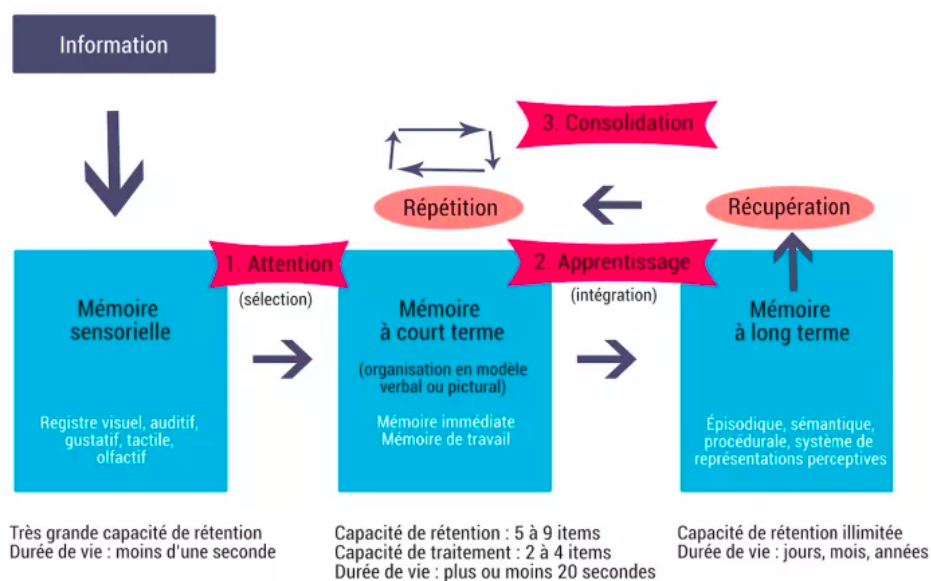 Information
3. Consolidation
Répétition
Récupération
1. Attention
(sélection)
2. Apprentissage
(intégration)
Mémoire
sensorielle
Registre visuel, auditif,
gustatif, tactile,
olfactif
Mémoire
à court terme
(organisation en modèle
verbal ou pictural)
Mémoire immédiate
Mémoire de travail
Mémoire
à long terme
Épisodique, sémantique,
procédurale, système de
représentations perceptives
Très grande capacité de rétention
Durée de vie : moins d'une seconde
Capacité de rétention : 5 à 9 items
Capacité de traitement : 2 à 4 items
Durée de vie : plus ou moins 20 secondes
Capacité de rétention illimitée
Durée de vie : jours, mois, années